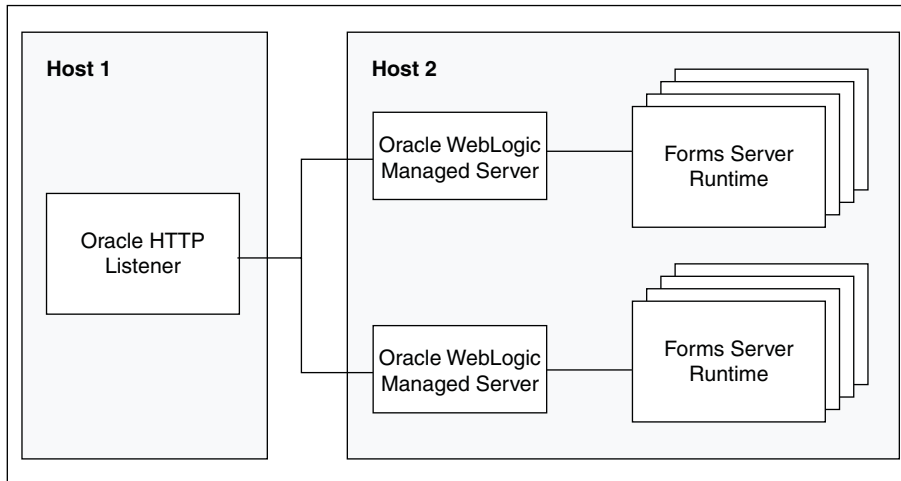 Host 1
Oracle HTTP
Listener
Host 2
Oracle WebLogic
Managed Server
Forms Server
Runtime
Oracle WebLogic
Managed Server
Forms Server
Runtime